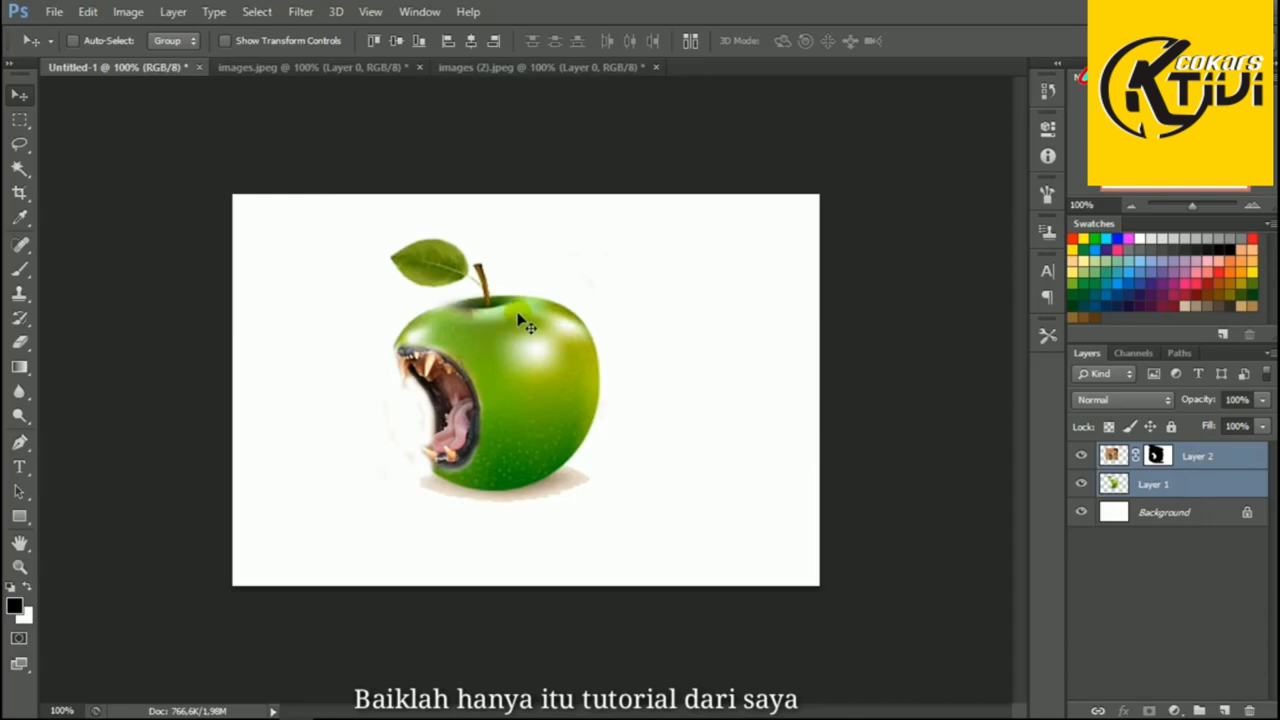 Ps File Edit Image Layer Type Select Filter 3D View Window Help
Auto-Select: Group Show Transform Controls 3D Mode:
Untitled-1 @ 100% (RGB/8) * × images.jpeg @ 100% (Layer 0, RGB/8) * × images (2).jpeg @ 100% (Layer 0, RGB/8) * ×
COKARS
KTIVI
100%
Swatches
Layers Channels Paths
Kind
Normal Opacity: 100%
Lock: Fill: 100%
Layer 2
Layer 1
Background
Baiklah hanya itu tutorial dari saya
100% Doc: 766,6K/1,98M